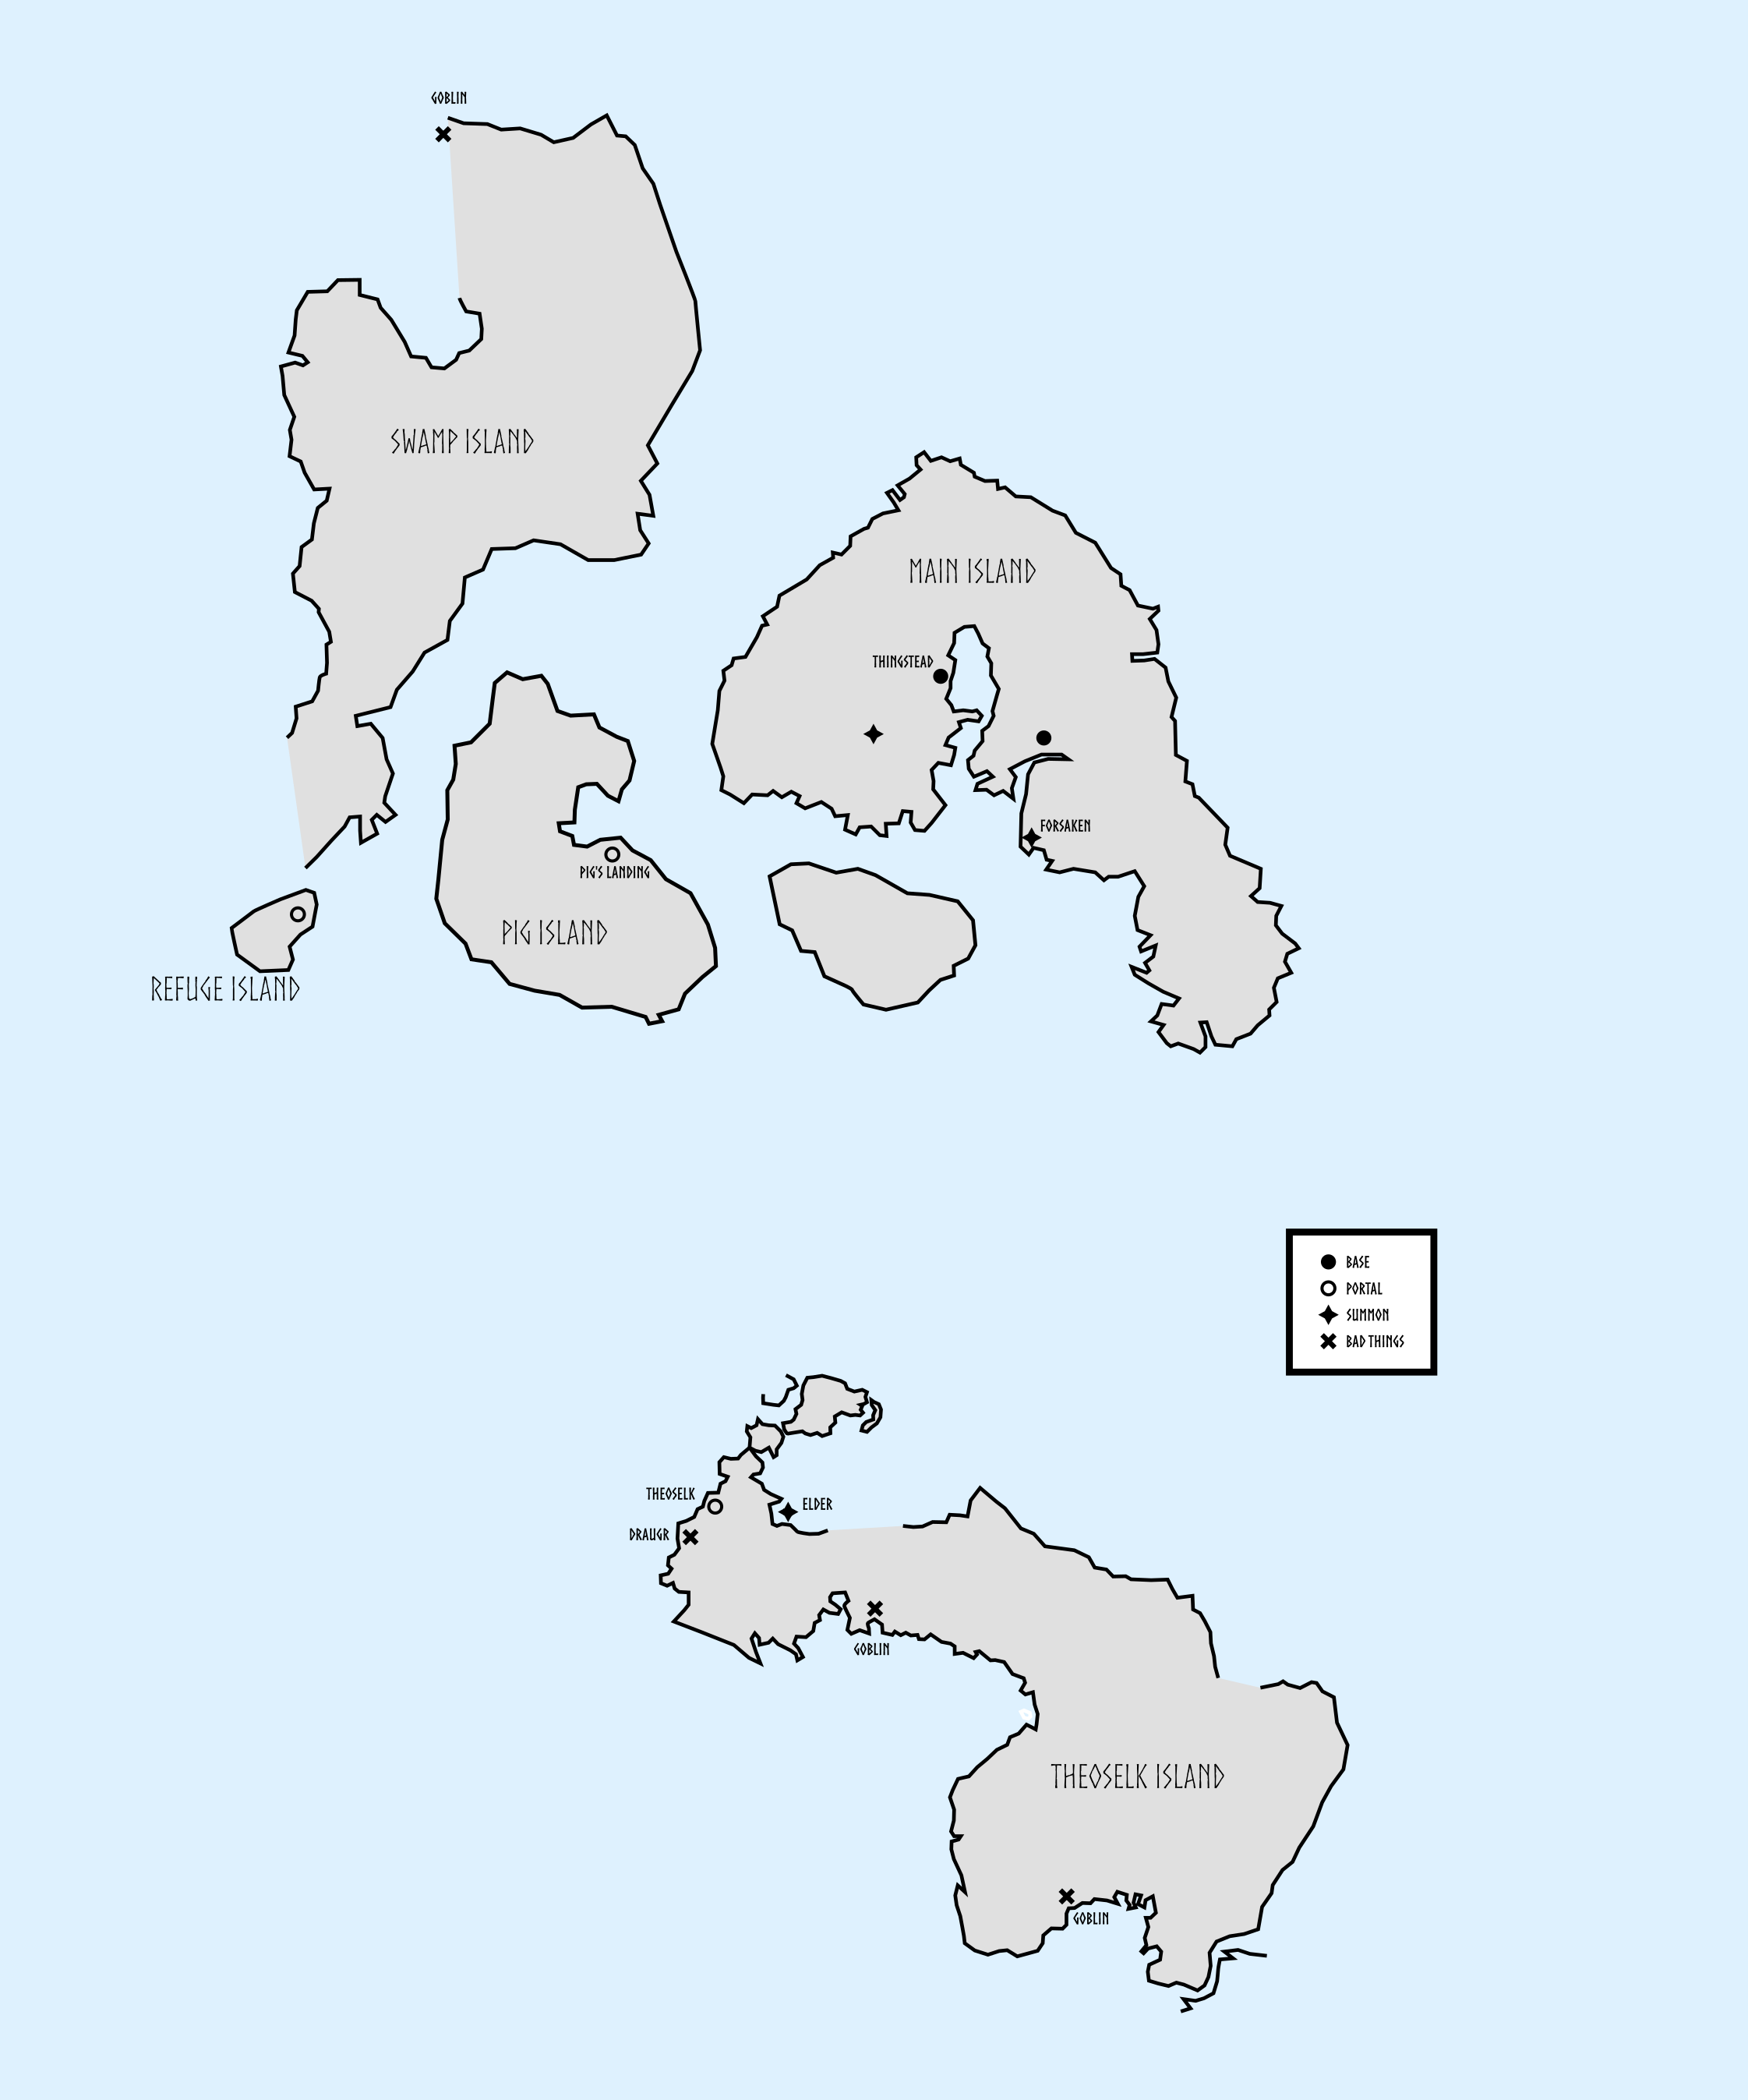 GOBLIN
SWAMP ISLAND
MAIN ISLAND
THINGSTEAD
FORSAKEN
PIG'S LANDING
PIG ISLAND
REFUGE ISLAND
BASE
PORTAL
SUMMON
BAD THINGS
THEOSELK
ELDER
DRAUGR
GOBLIN
THEOSELK ISLAND
GOBLIN